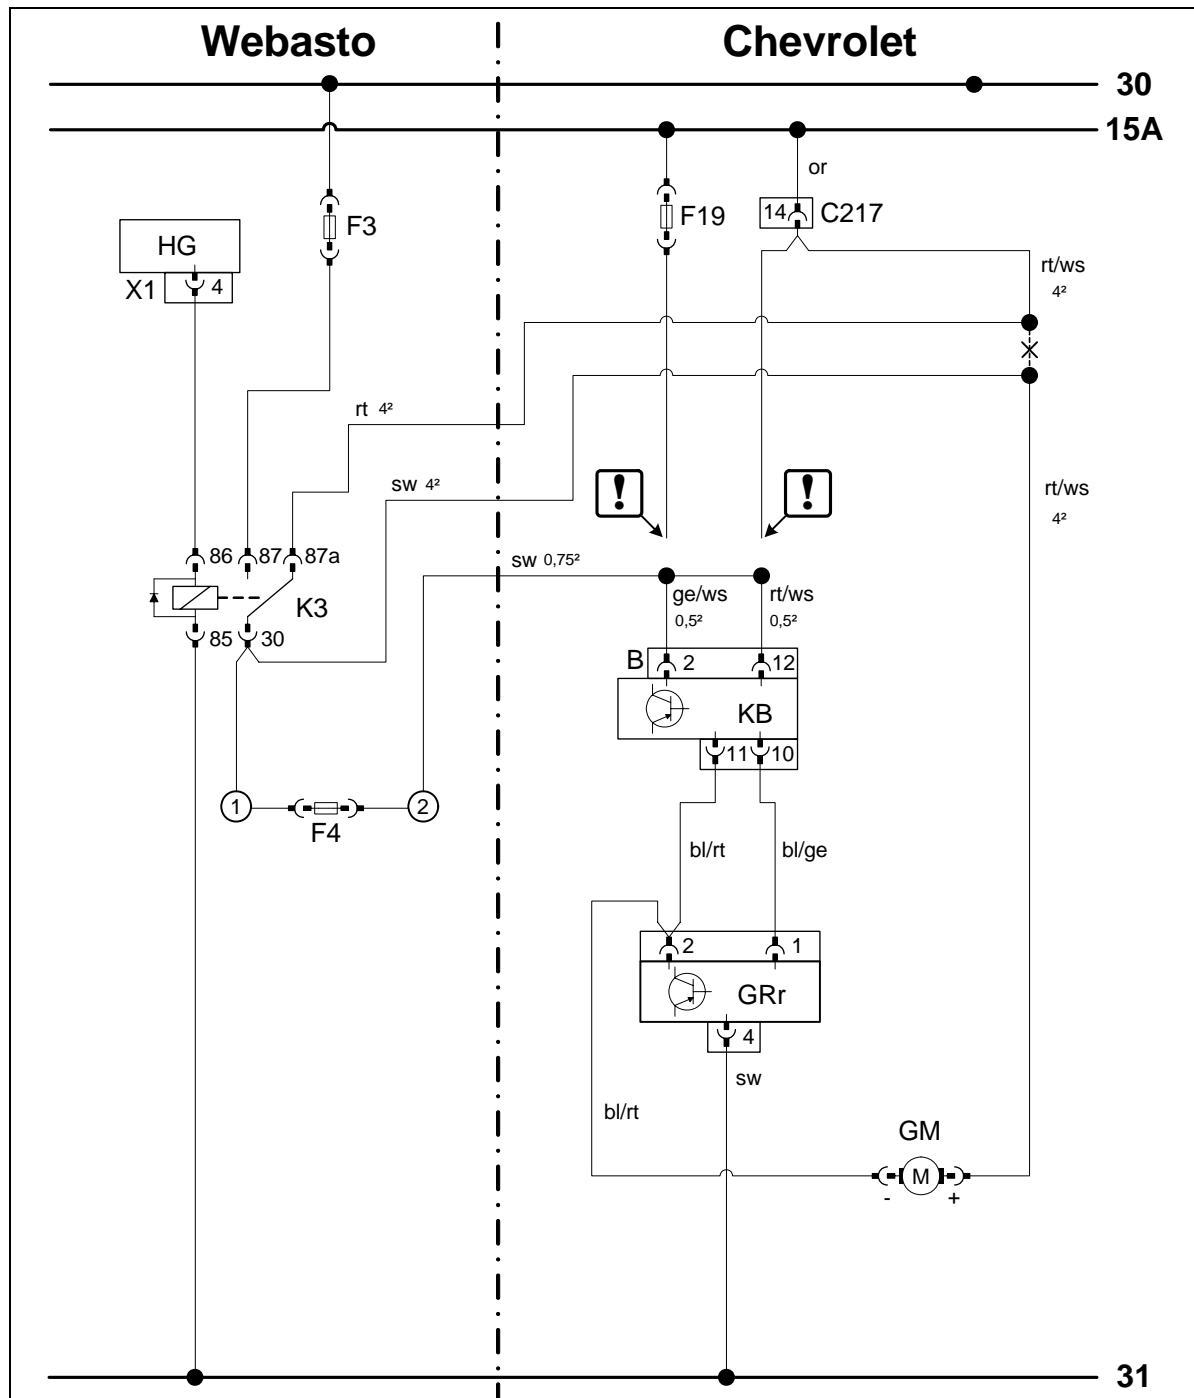 Webasto
Chevrolet
30
15A
or
F3
F19
14
C217
HG
X1
4
rt/ws
4²
rt 4²
sw 4²
!
!
rt/ws
4²
86
87
87a
sw 0,75²
K3
ge/ws
0,5²
rt/ws
0,5²
85
30
B
2
12
KB
11
10
1
F4
2
bl/rt
bl/ge
2
1
GRr
4
sw
bl/rt
GM
M
-
+
31